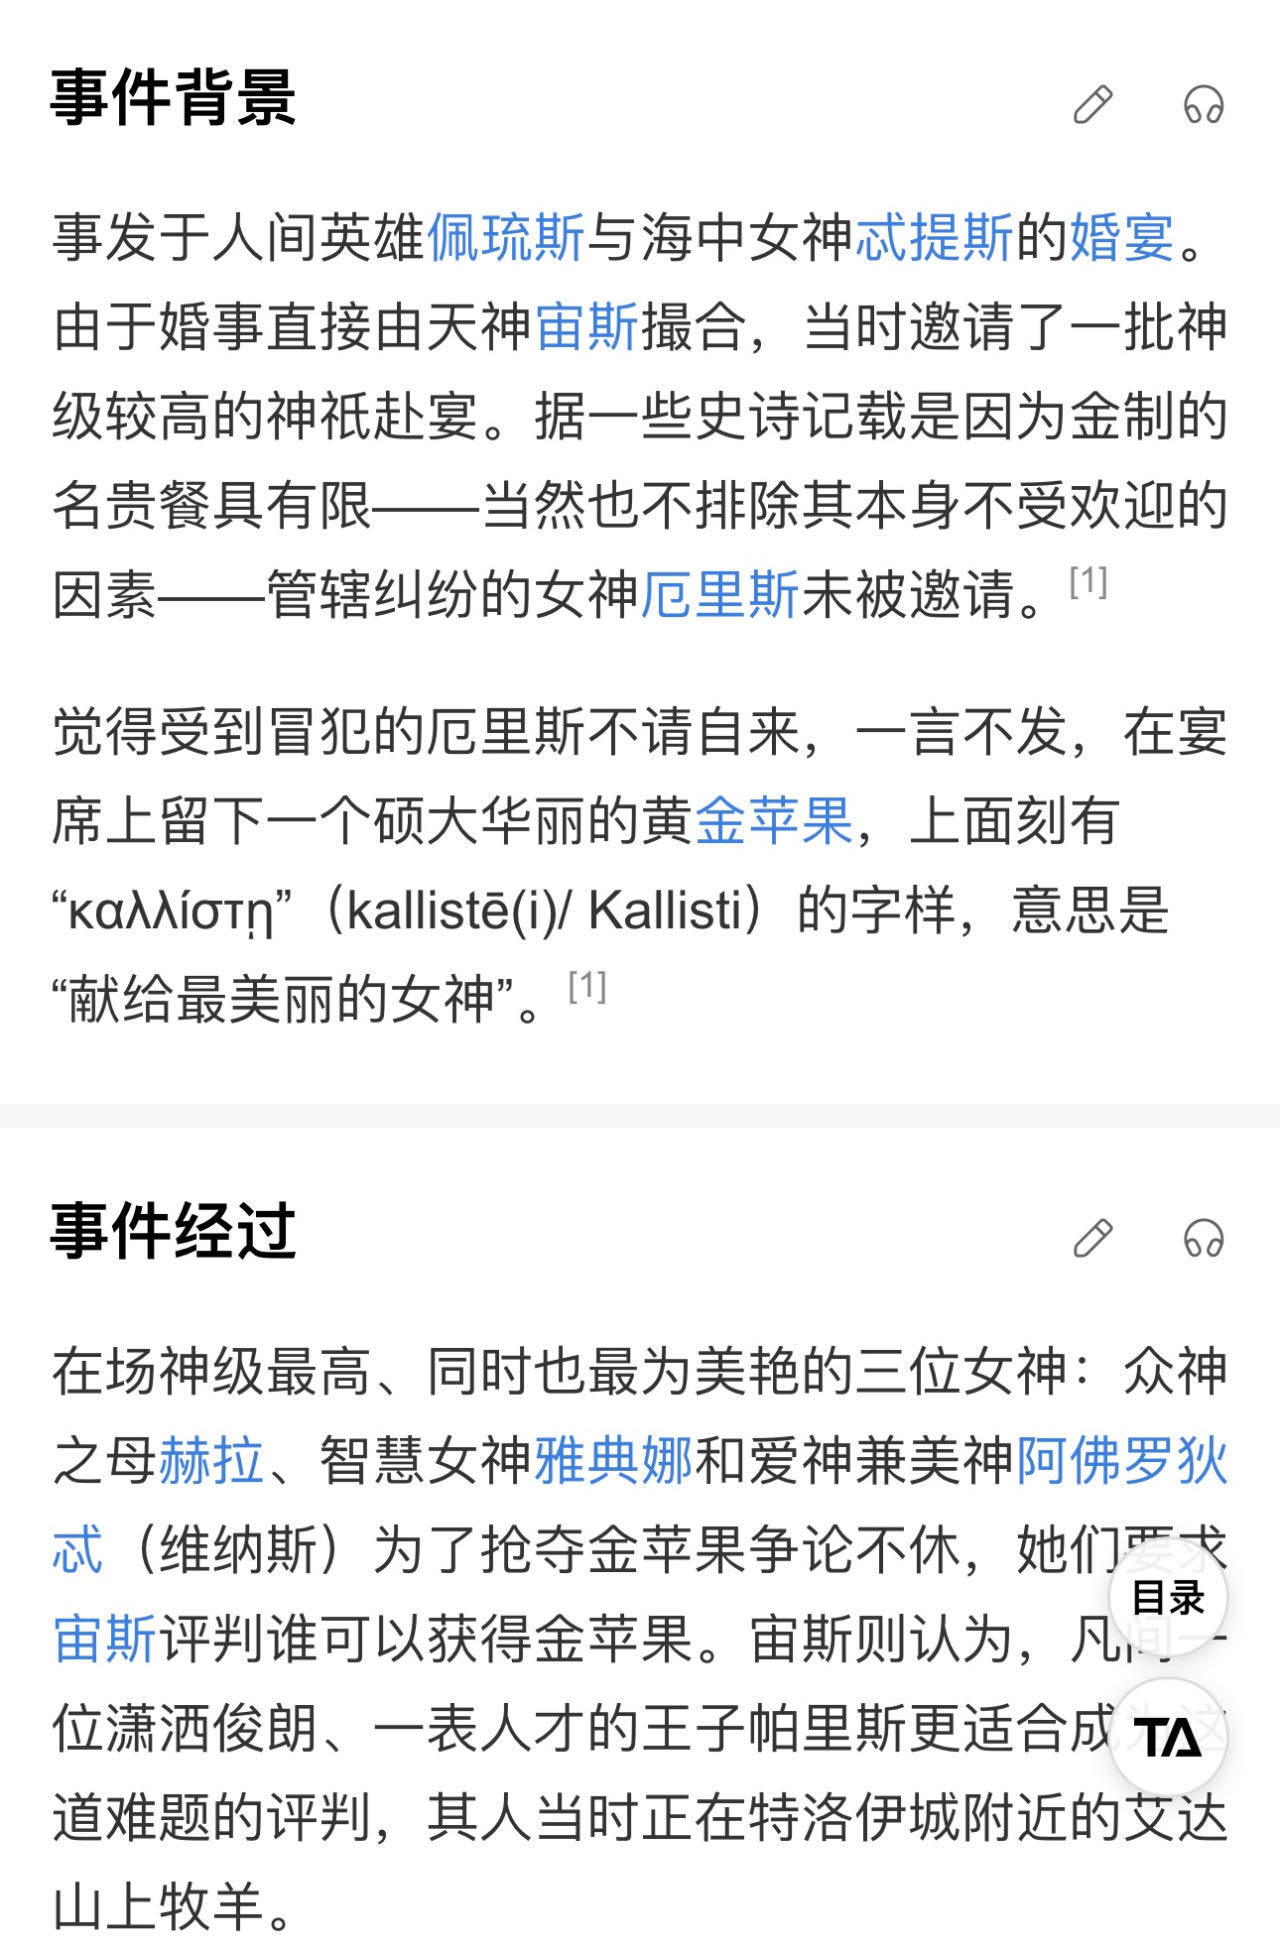 事件背景
事发于人间英雄佩琉斯与海中女神忒提斯的婚宴。
由于婚事直接由天神宙斯撮合，当时邀请了一批神
级较高的神祇赴宴。据一些史诗记载是因为金制的
名贵餐具有限——当然也不排除其本身不受欢迎的
因素——管辖纠纷的女神厄里斯未被邀请。[1]
觉得受到冒犯的厄里斯不请自来，一言不发，在宴
席上留下一个硕大华丽的黄金苹果，上面刻有
“καλλίστῃ”（kallistē(i)/ Kallisti）的字样，意思是
“献给最美丽的女神”。[1]
事件经过
在场神级最高、同时也最为美艳的三位女神：众神
之母赫拉、智慧女神雅典娜和爱神兼美神阿佛罗狄
忒（维纳斯）为了抢夺金苹果争论不休，她们要求
目录
宙斯评判谁可以获得金苹果。宙斯则认为，凡间一
位潇洒俊朗、一表人才的王子帕里斯更适合成为这
TA
道难题的评判，其人当时正在特洛伊城附近的艾达
山上牧羊。